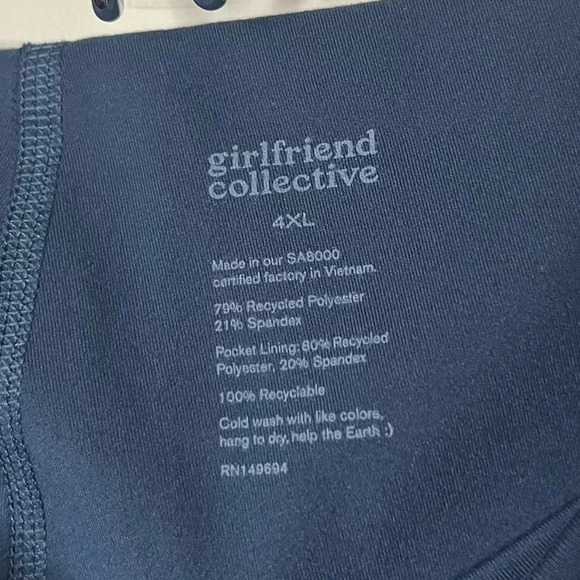 girlfriend
collective
4XL
Made in our SA8000
certified factory in Vietnam.
79% Recycled Polyester
21% Spandex
Pocket Lining: 80% Recycled
Polyester, 20% Spandex
100% Recyclable
Cold wash with like colors,
hang to dry, help the Earth :)
RN149694